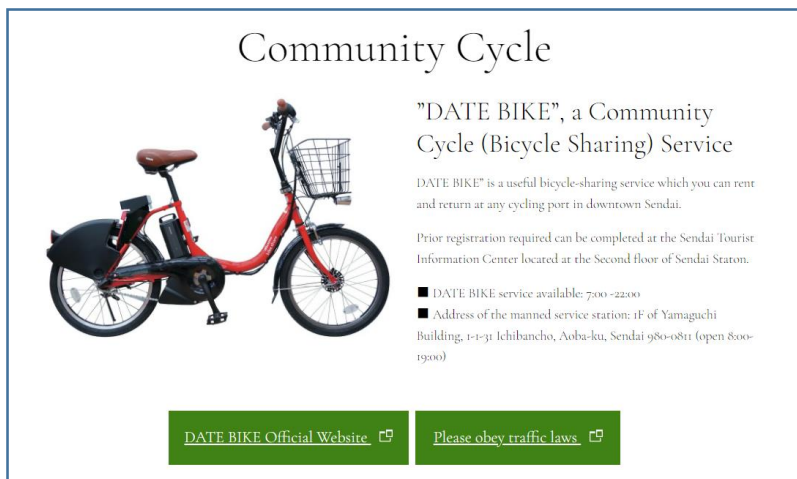 Community Cycle
”DATE BIKE”, a Community
Cycle (Bicycle Sharing) Service
DATE BIKE” is a useful bicycle-sharing service which you can rent
and return at any cycling port in downtown Sendai.
Prior registration required can be completed at the Sendai Tourist
Information Center located at the Second floor of Sendai Staton.
■ DATE BIKE service available: 7:00 -22:00
■ Address of the manned service station: 1F of Yamaguchi
Building, 1-1-31 Ichibancho, Aoba-ku, Sendai 980-0811 (open 8:00-
19:00)
DATE BIKE Official Website
Please obey traffic laws